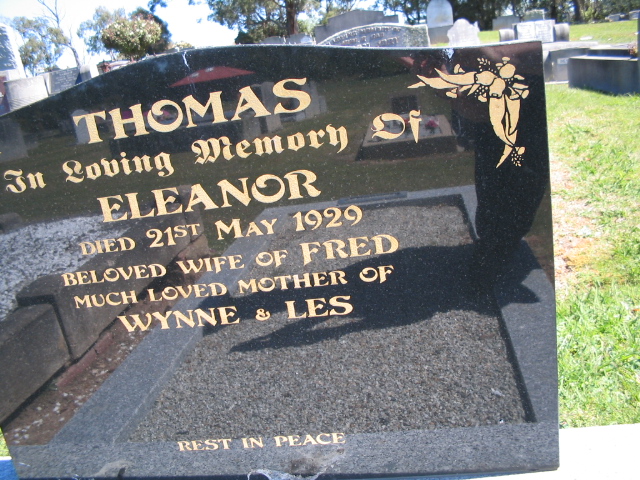 THOMAS
In Loving Memory Of
ELEANOR
DIED 21ST MAY 1929
BELOVED WIFE OF FRED
MUCH LOVED MOTHER OF
WYNNE & LES
REST IN PEACE